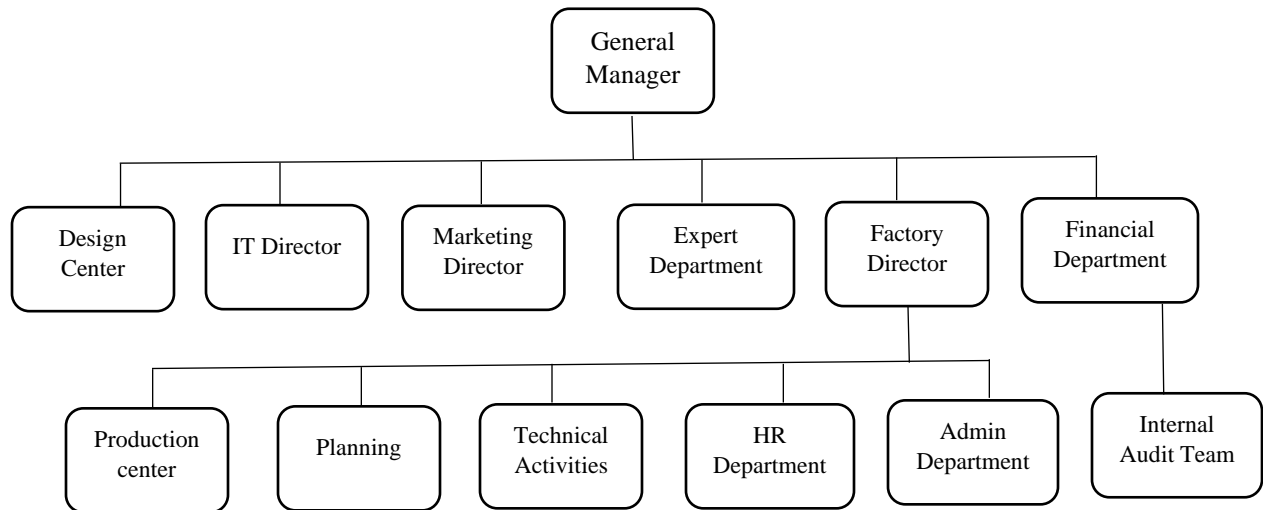 General
Manager
Design
Center
IT Director
Marketing
Director
Expert
Department
Factory
Director
Financial
Department
Production
center
Planning
Technical
Activities
HR
Department
Admin
Department
Internal
Audit Team